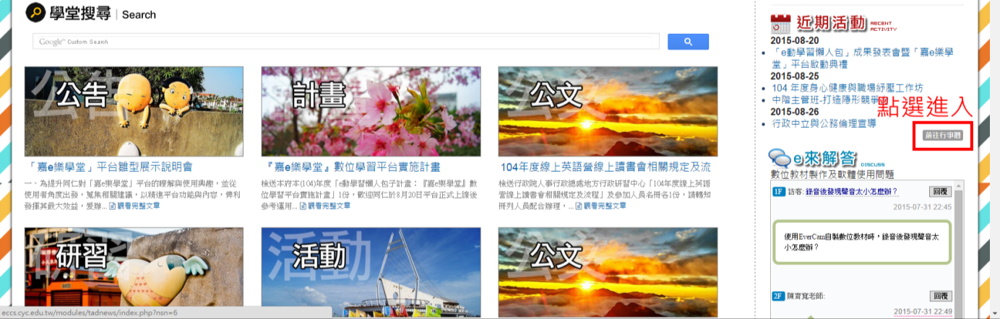 學堂搜尋 | Search
Google™ Custom Search
公告
公告
「嘉e樂學堂」平台雛型展示說明會
一、為提升同仁對「嘉e樂學堂」平台的瞭解與使用興趣，並從
使用者角度出發，蒐集相關建議，以精進平台功能與內容，俾利
發揮其最大效益，爰辦... 觀看完整文章
計畫
計畫
『嘉e樂學堂』數位學習平台實施計畫
檢送本府本(104)年度「e動學習懶人包子計畫：『嘉e樂學堂』數
位學習平台實施計畫」1份，歡迎同仁於8月20日平台正式上線後
參考運用... 觀看完整文章
公文
公文
104年度線上英語營線上讀書會相關規定及流
檢送行政院人事行政總處地方行政研習中心「104年度線上英語
營線上讀書會相關規定及流程」及參加人員名冊各1份，請轉知
冊列人員配合辦理，... 觀看完整文章
研習
研習
活動
活動
公文
公文
eccs.cyc.edu.tw/modules/tadnews/index.php?nsn=6
近期活動 RECENT ACTIVITY
2015-08-20
「e動學習懶人包」成果發表會暨「嘉e樂學
堂」平台啟動典禮
2015-08-25
104 年度身心健康與職場紓壓工作坊
中階主管班-打造隱形競爭
點選進入
2015-08-26
行政中立與公務倫理宣導
前往行事曆
e來解答 DISCUSS
數位教材製作及軟體使用問題
1F 訪客: 錄音後發現聲音太小怎麼辦？ 回覆
2015-07-31 22:45
使用EverCam自製數位教材時，錄音後發現聲音太
小怎麼辦？
2F 陳育寬老師: 回覆
2015-07-31 22:49